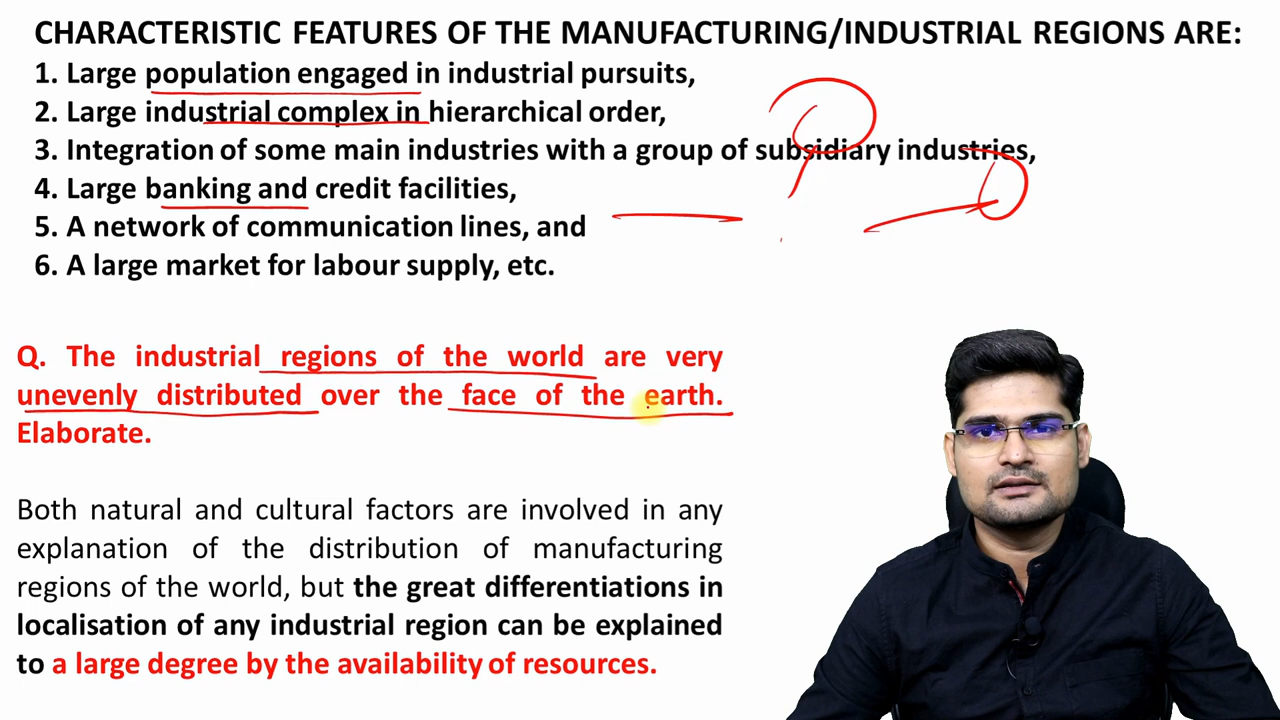 CHARACTERISTIC FEATURES OF THE MANUFACTURING/INDUSTRIAL REGIONS ARE:
1. Large population engaged in industrial pursuits,
2. Large industrial complex in hierarchical order,
3. Integration of some main industries with a group of subsidiary industries,
4. Large banking and credit facilities,
5. A network of communication lines, and
6. A large market for labour supply, etc.
Q. The industrial regions of the world are very
unevenly distributed over the face of the earth.
Elaborate.
Both natural and cultural factors are involved in any
explanation of the distribution of manufacturing
regions of the world, but the great differentiations in
localisation of any industrial region can be explained
to a large degree by the availability of resources.